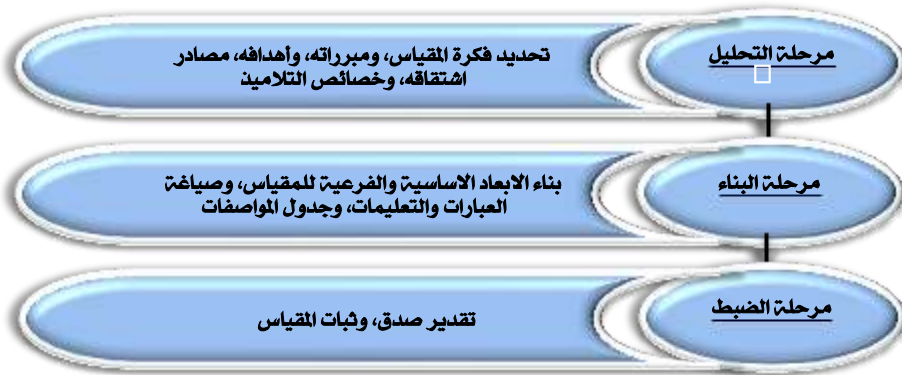 مرحلة التحليل
تحديد فكرة المقياس، ومبرراته، وأهدافه، مصادر
اشتقاقه، وخصائص التلاميذ
مرحلة البناء
بناء الابعاد الاساسية والفرعية للمقياس، وصياغة
العبارات والتعليمات، وجدول المواصفات
مرحلة الضبط
تقدير صدق، وثبات المقياس